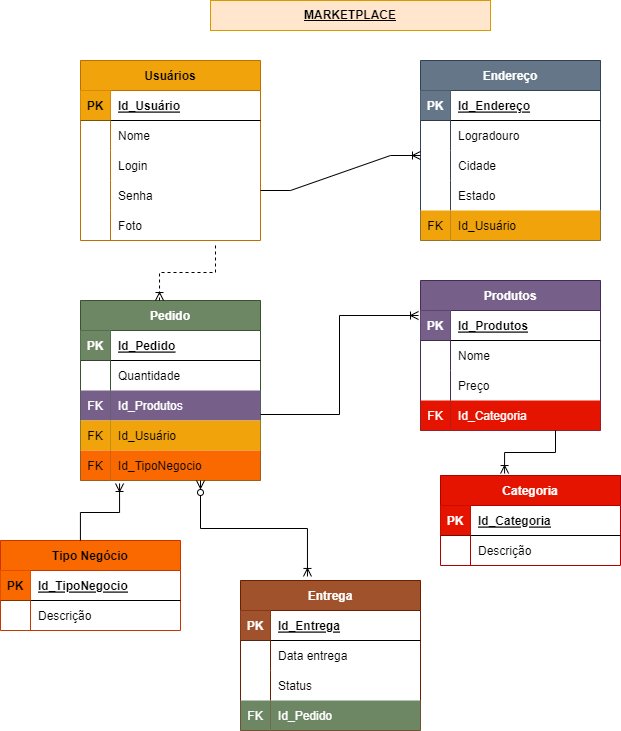 MARKETPLACE
Usuários
PK Id_Usuário
Nome
Login
Senha
Foto
Endereço
PK Id_Endereço
Logradouro
Cidade
Estado
FK Id_Usuário
Pedido
PK Id_Pedido
Quantidade
FK Id_Produtos
FK Id_Usuário
FK Id_TipoNegocio
Produtos
PK Id_Produtos
Nome
Preço
FK Id_Categoria
Categoria
PK Id_Categoria
Descrição
Tipo Negócio
PK Id_TipoNegocio
Descrição
Entrega
PK Id_Entrega
Data entrega
Status
FK Id_Pedido